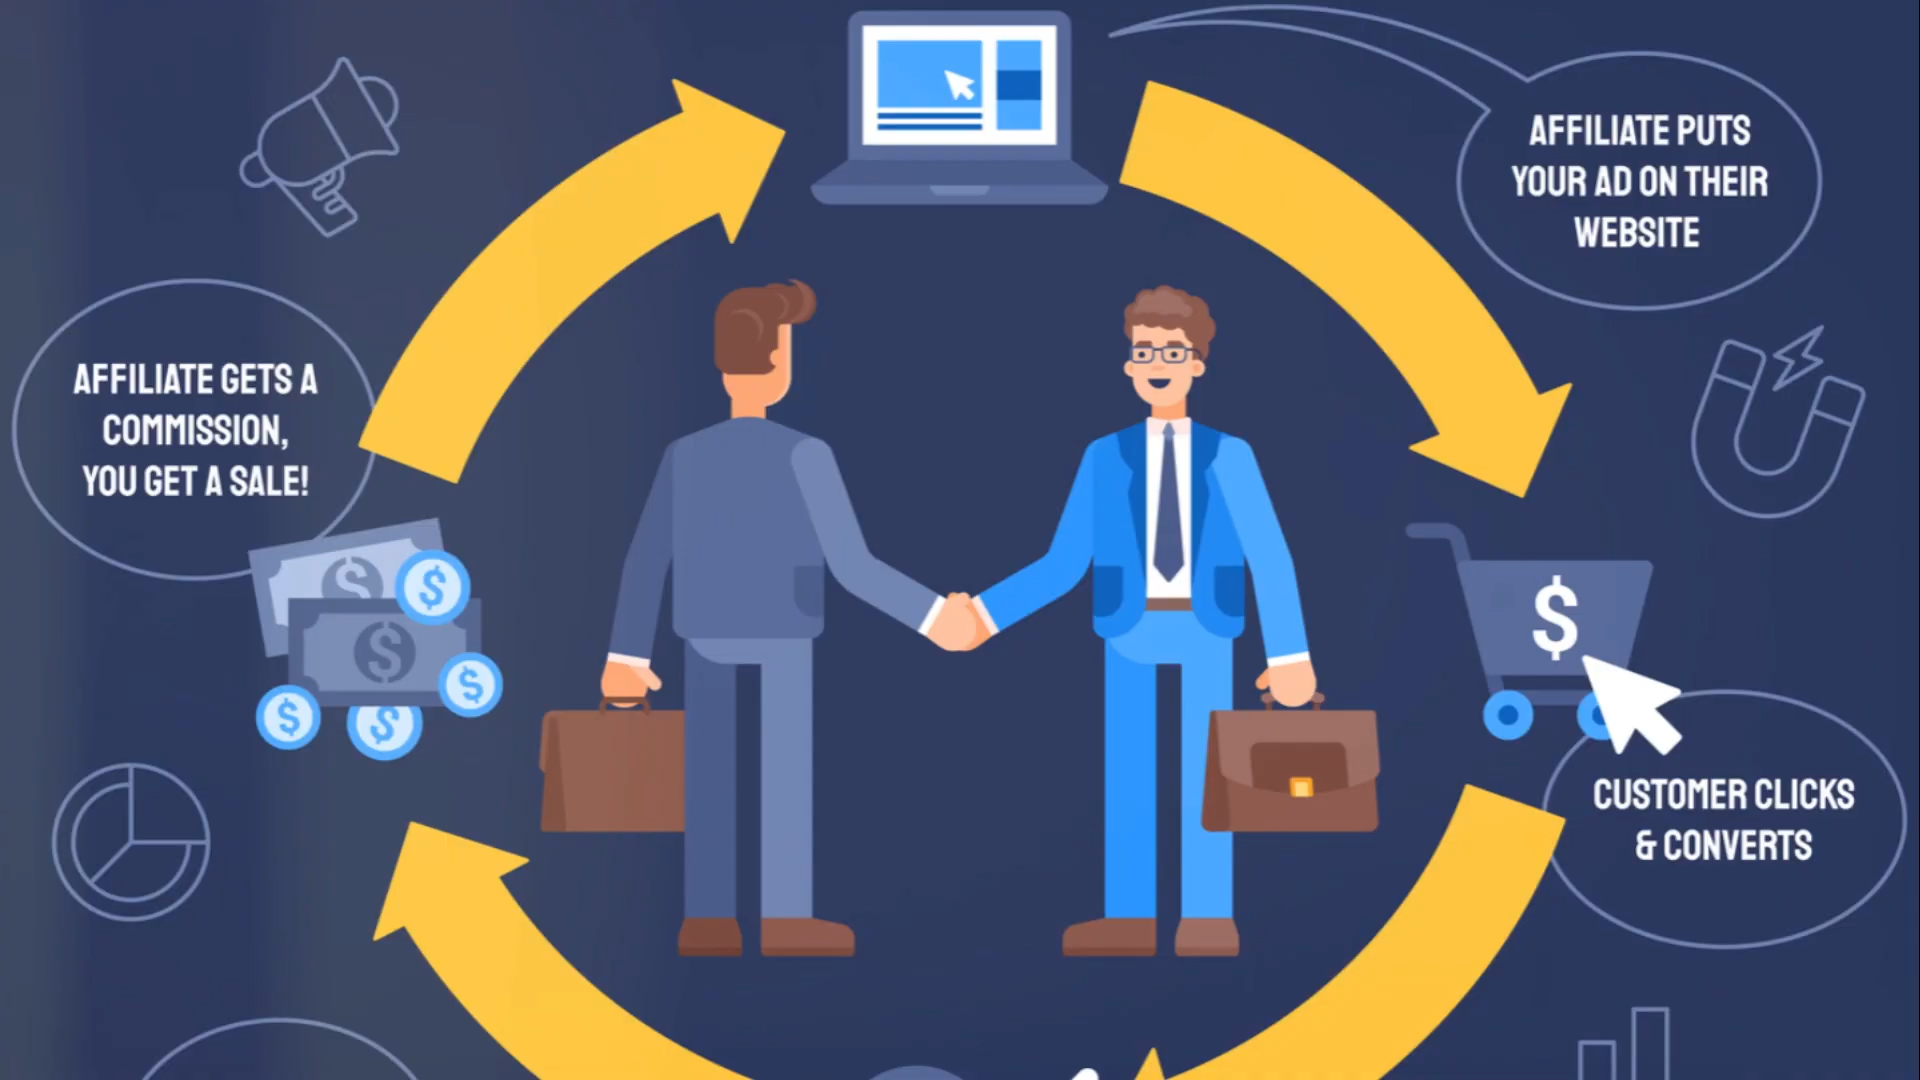 AFFILIATE PUTS
YOUR AD ON THEIR
WEBSITE
AFFILIATE GETS A
COMMISSION,
YOU GET A SALE!
$
$
$
$
$
$
$
CUSTOMER CLICKS
& CONVERTS